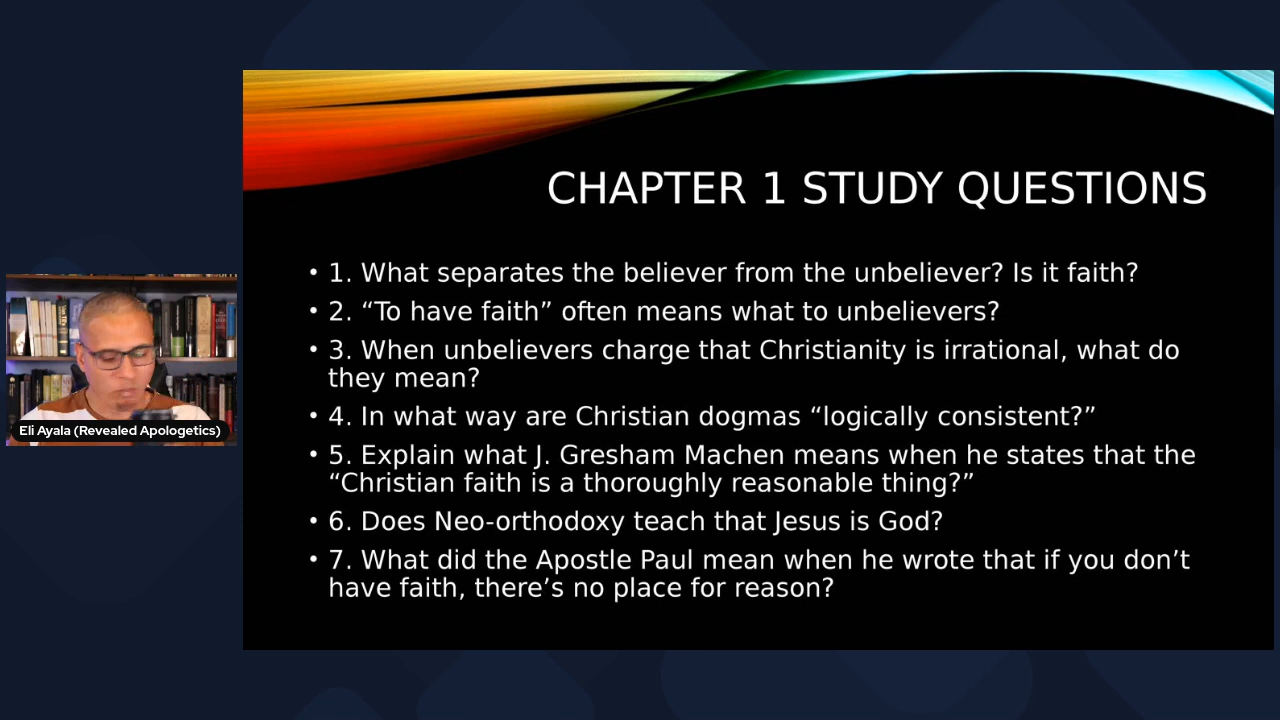 CHAPTER 1 STUDY QUESTIONS
• 1. What separates the believer from the unbeliever? Is it faith?
• 2. “To have faith” often means what to unbelievers?
• 3. When unbelievers charge that Christianity is irrational, what do
they mean?
• 4. In what way are Christian dogmas “logically consistent?”
• 5. Explain what J. Gresham Machen means when he states that the
“Christian faith is a thoroughly reasonable thing?”
• 6. Does Neo-orthodoxy teach that Jesus is God?
• 7. What did the Apostle Paul mean when he wrote that if you don’t
have faith, there’s no place for reason?
Eli Ayala (Revealed Apologetics)